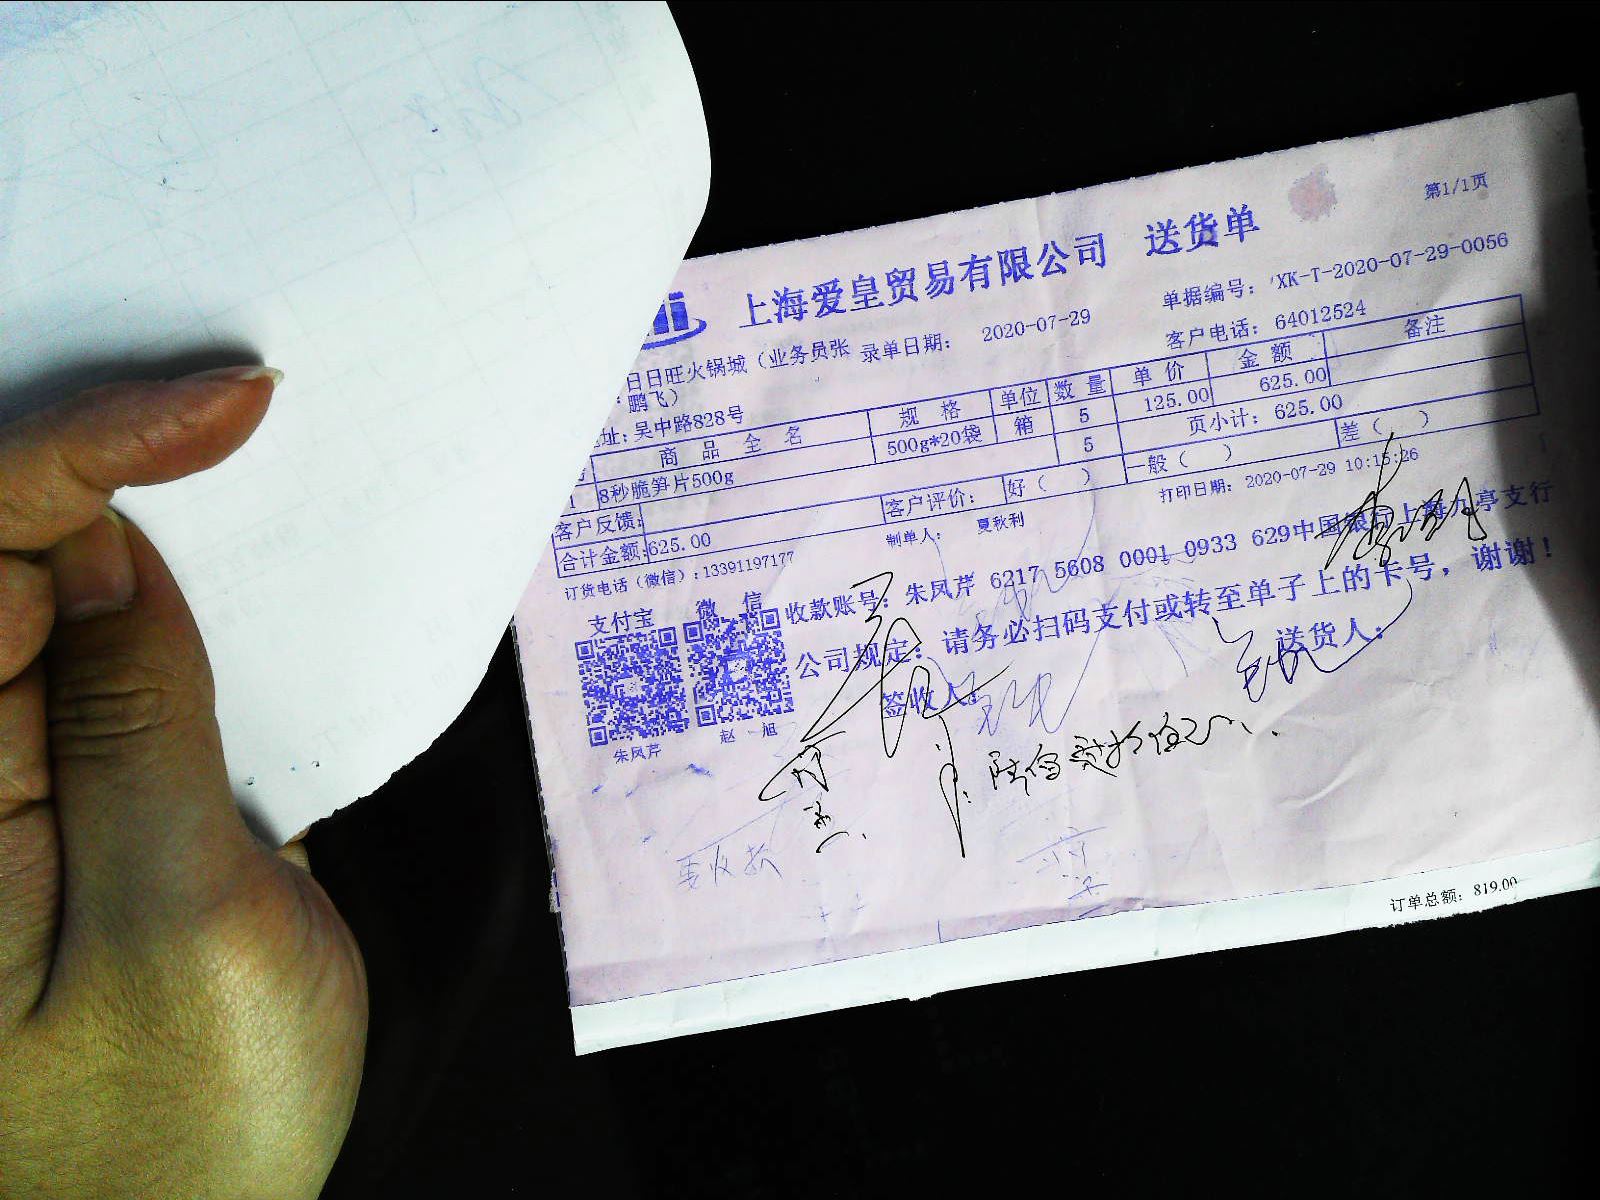 第1/1页
上海爱皇贸易有限公司 送货单
单据编号: 'XK-T-2020-07-29-0056
日日旺火锅城（业务员张 录单日期: 2020-07-29 客户电话: 64012524
鹏飞）
址: 吴中路828号
商 品 全 名 规 格 单位 数 量 单 价 金 额 备注
8秒脆笋片500g 500g*20袋 箱 5 125.00 625.00
5 页小计: 625.00
客户反馈: 客户评价: 好（ ） 一般（ ） 差（ ）
合计金额: 625.00 制单人: 夏秋利 打印日期: 2020-07-29 10:15:26
订货电话（微信）:13391197177
支付宝 微 信 收款账号: 朱凤芹 6217 5608 0001 0933 629中国银行上海九亭支行
公司规定: 请务必扫码支付或转至单子上的卡号, 谢谢!
签收人: 送货人:
朱凤芹 赵 旭
订单总额: 819.00